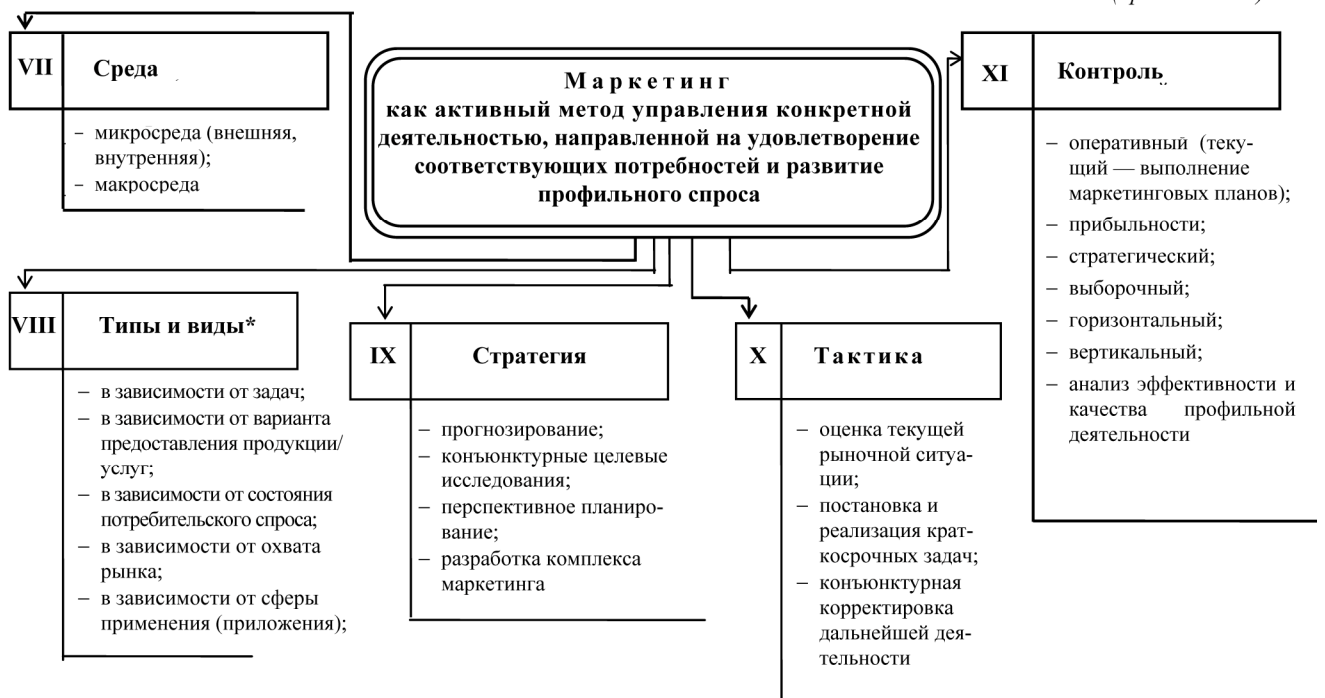 VII
Среда
– микросреда (внешняя,
внутренняя);
– макросреда
Маркетинг
как активный метод управления конкретной
деятельностью, направленной на удовлетворение
соответствующих потребностей и развитие
профильного спроса
XI
Контроль
– оперативный (теку-
щий — выполнение
маркетинговых планов);
– прибыльности;
– стратегический;
– выборочный;
– горизонтальный;
– вертикальный;
– анализ эффективности и
качества профильной
деятельности
VIII
Типы и виды*
– в зависимости от задач;
– в зависимости от варианта
предоставления продукции/
услуг;
– в зависимости от состояния
потребительского спроса;
– в зависимости от охвата
рынка;
– в зависимости от сферы
применения (приложения);
IX
Стратегия
– прогнозирование;
– конъюнктурные целевые
исследования;
– перспективное планиро-
вание;
– разработка комплекса
маркетинга
X
Тактика
– оценка текущей
рыночной ситуа-
ции;
– постановка и
реализация крат-
косрочных задач;
– конъюнктурная
корректировка
дальнейшей дея-
тельности